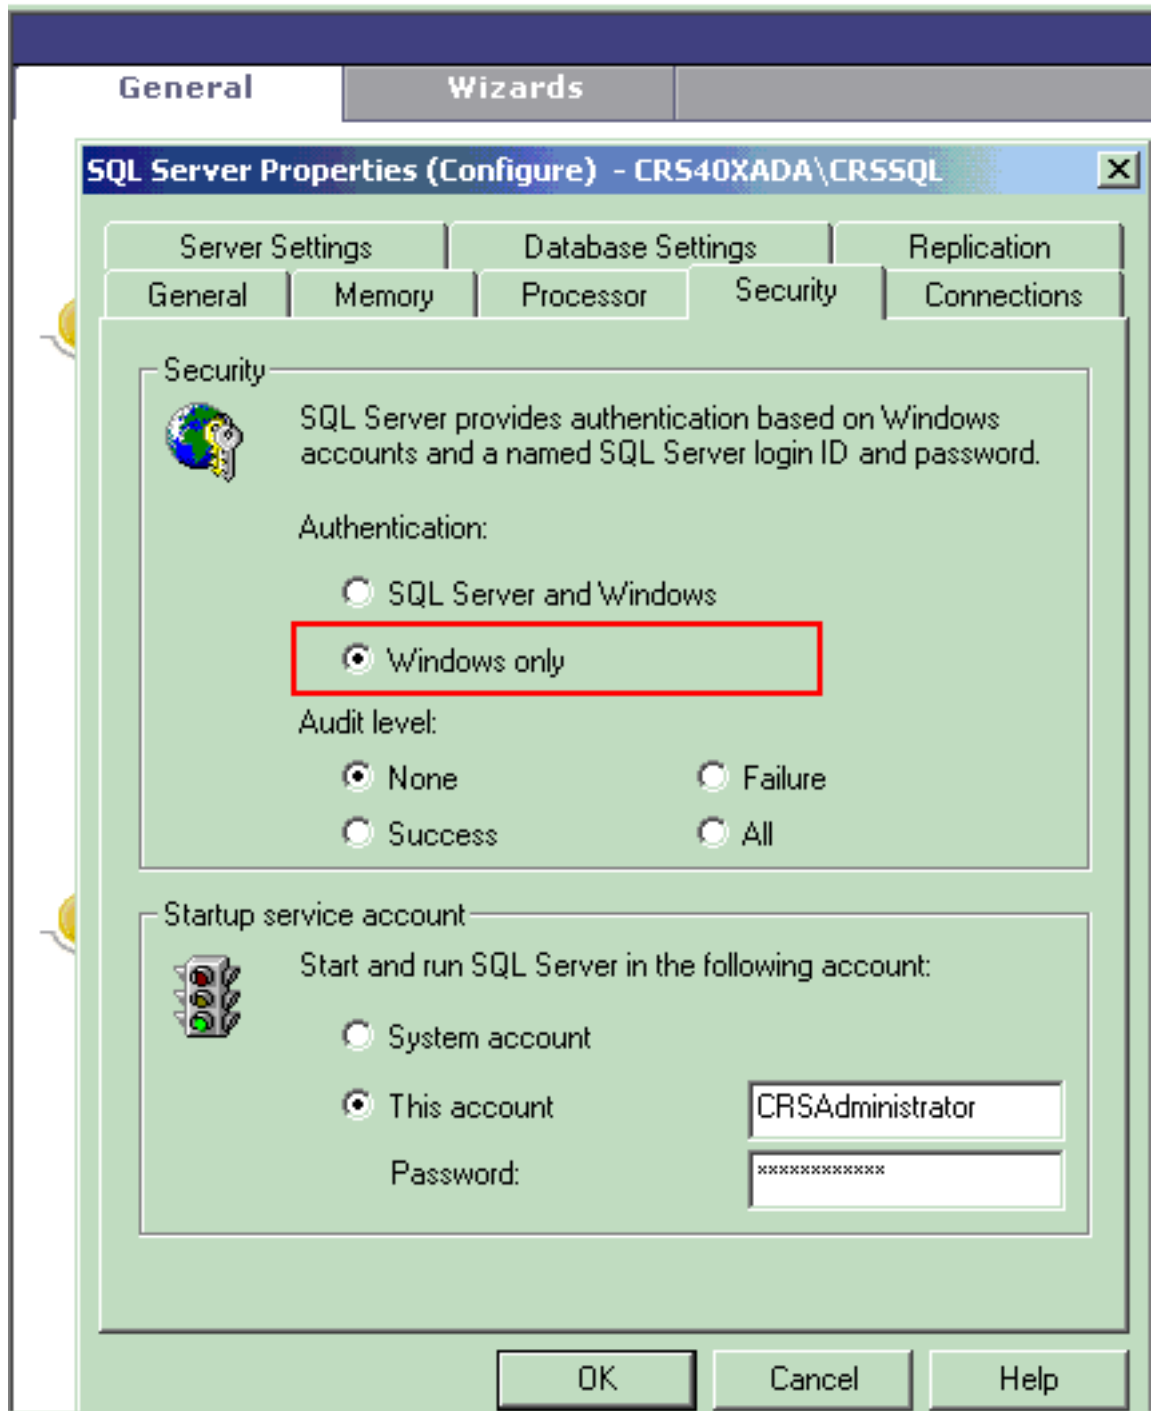 General Wizards
SQL Server Properties (Configure) - CRS40XADA\CRSSQL
Server Settings Database Settings Replication
General Memory Processor Security Connections
Security
SQL Server provides authentication based on Windows
accounts and a named SQL Server login ID and password.
Authentication:
SQL Server and Windows
Windows only
Audit level:
None Failure
Success All
Startup service account
Start and run SQL Server in the following account:
System account
This account CRSAdministrator
Password: ************
OK Cancel Help